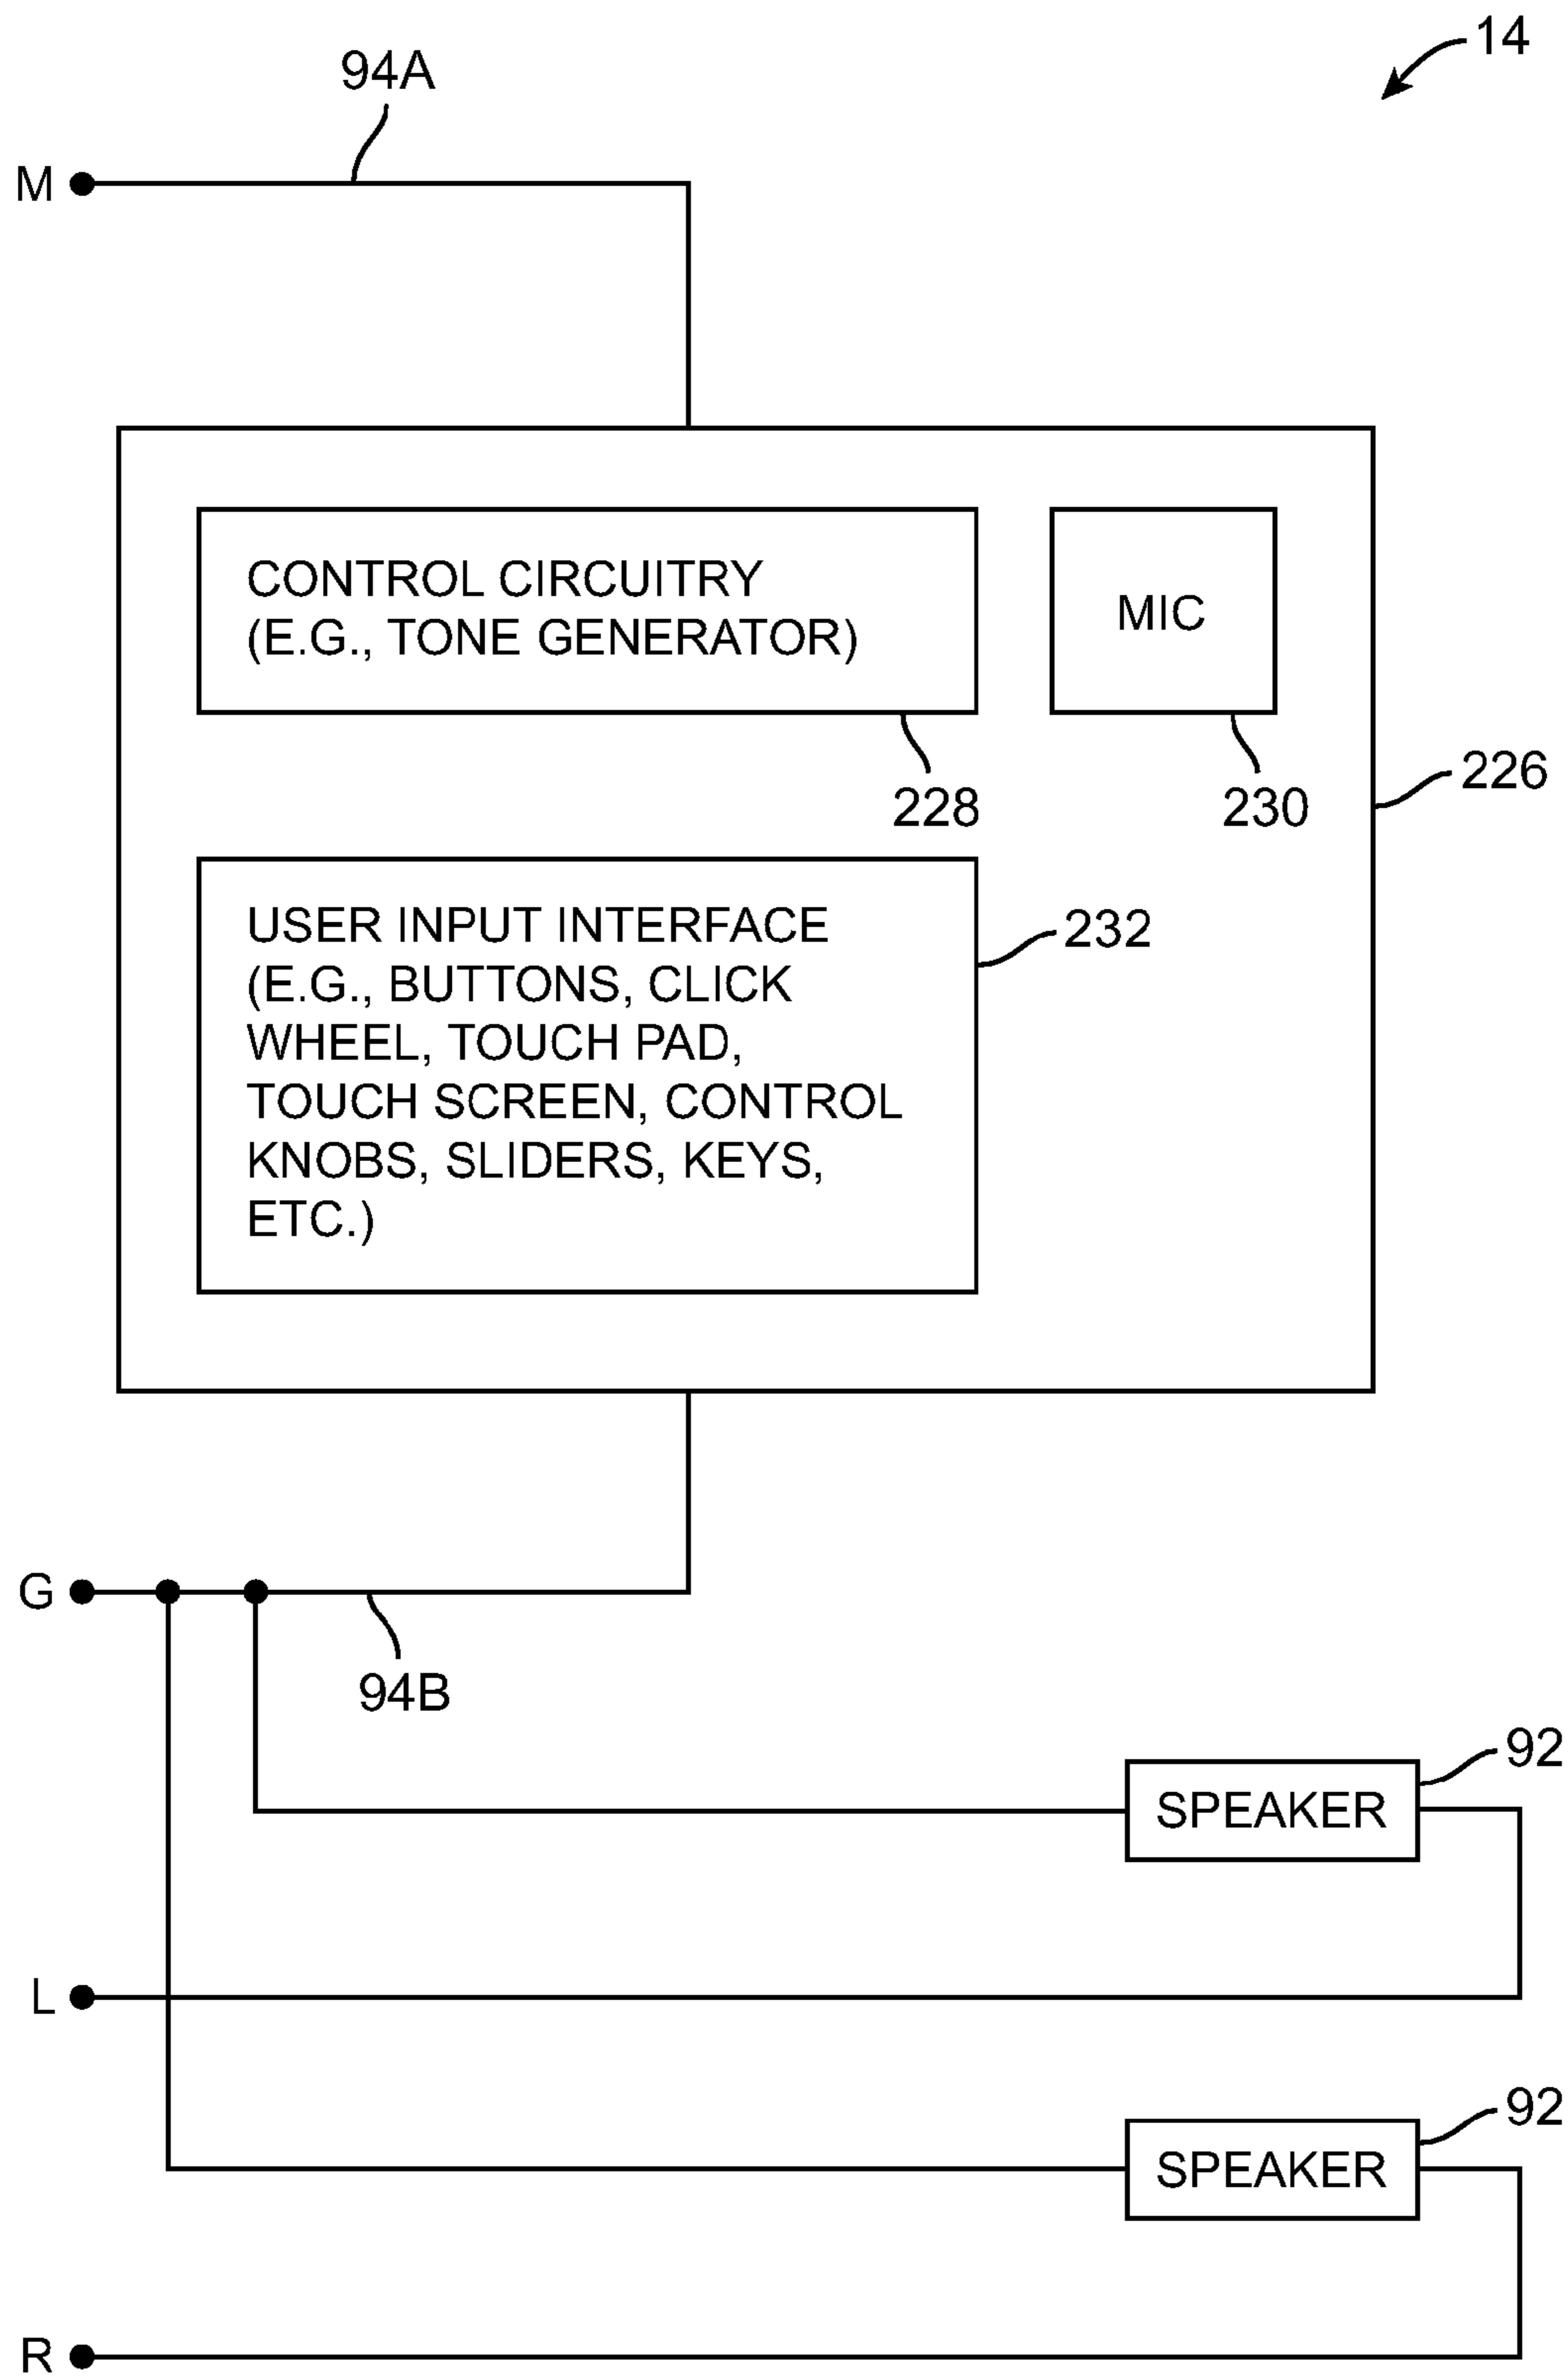 14
94A
M
CONTROL CIRCUITRY
(E.G., TONE GENERATOR)
MIC
228
230
226
USER INPUT INTERFACE
(E.G., BUTTONS, CLICK
WHEEL, TOUCH PAD,
TOUCH SCREEN, CONTROL
KNOBS, SLIDERS, KEYS,
ETC.)
232
G
94B
92
SPEAKER
L
92
SPEAKER
R